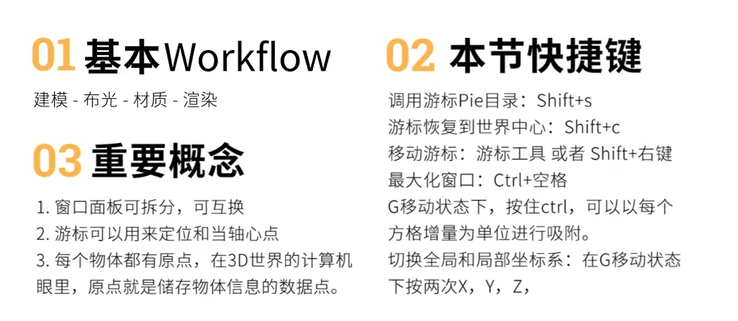 01 基本Workflow
建模 - 布光 - 材质 - 渲染
02 本节快捷键
调用游标Pie目录：Shift+s
游标恢复到世界中心：Shift+c
移动游标：游标工具 或者 Shift+右键
最大化窗口：Ctrl+空格
G移动状态下，按住ctrl，可以以每个
方格增量为单位进行吸附。
切换全局和局部坐标系：在G移动状态
下按两次X，Y，Z，
03 重要概念
1. 窗口面板可拆分，可互换
2. 游标可以用来定位和当轴心点
3. 每个物体都有原点，在3D世界的计算机
眼里，原点就是储存物体信息的数据点。